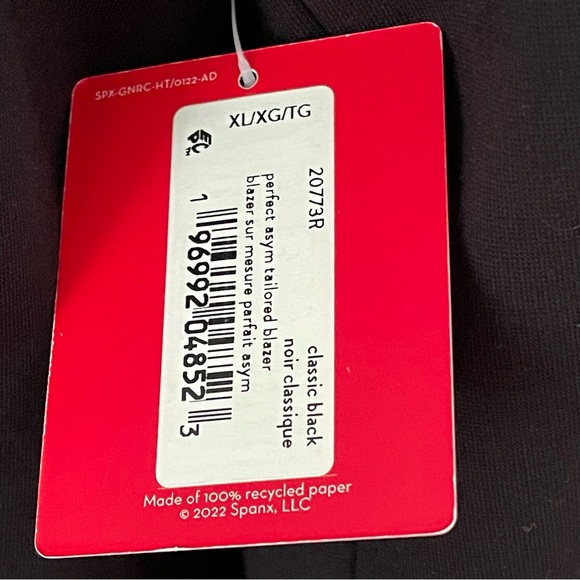 SPX-GNRC-HT/0122-AD
XL/XG/TG
20773R
classic black
noir classique
perfect asym tailored blazer
blazer sur mesure parfait asym
1 96992 04852 3
Made of 100% recycled paper
© 2022 Spanx, LLC